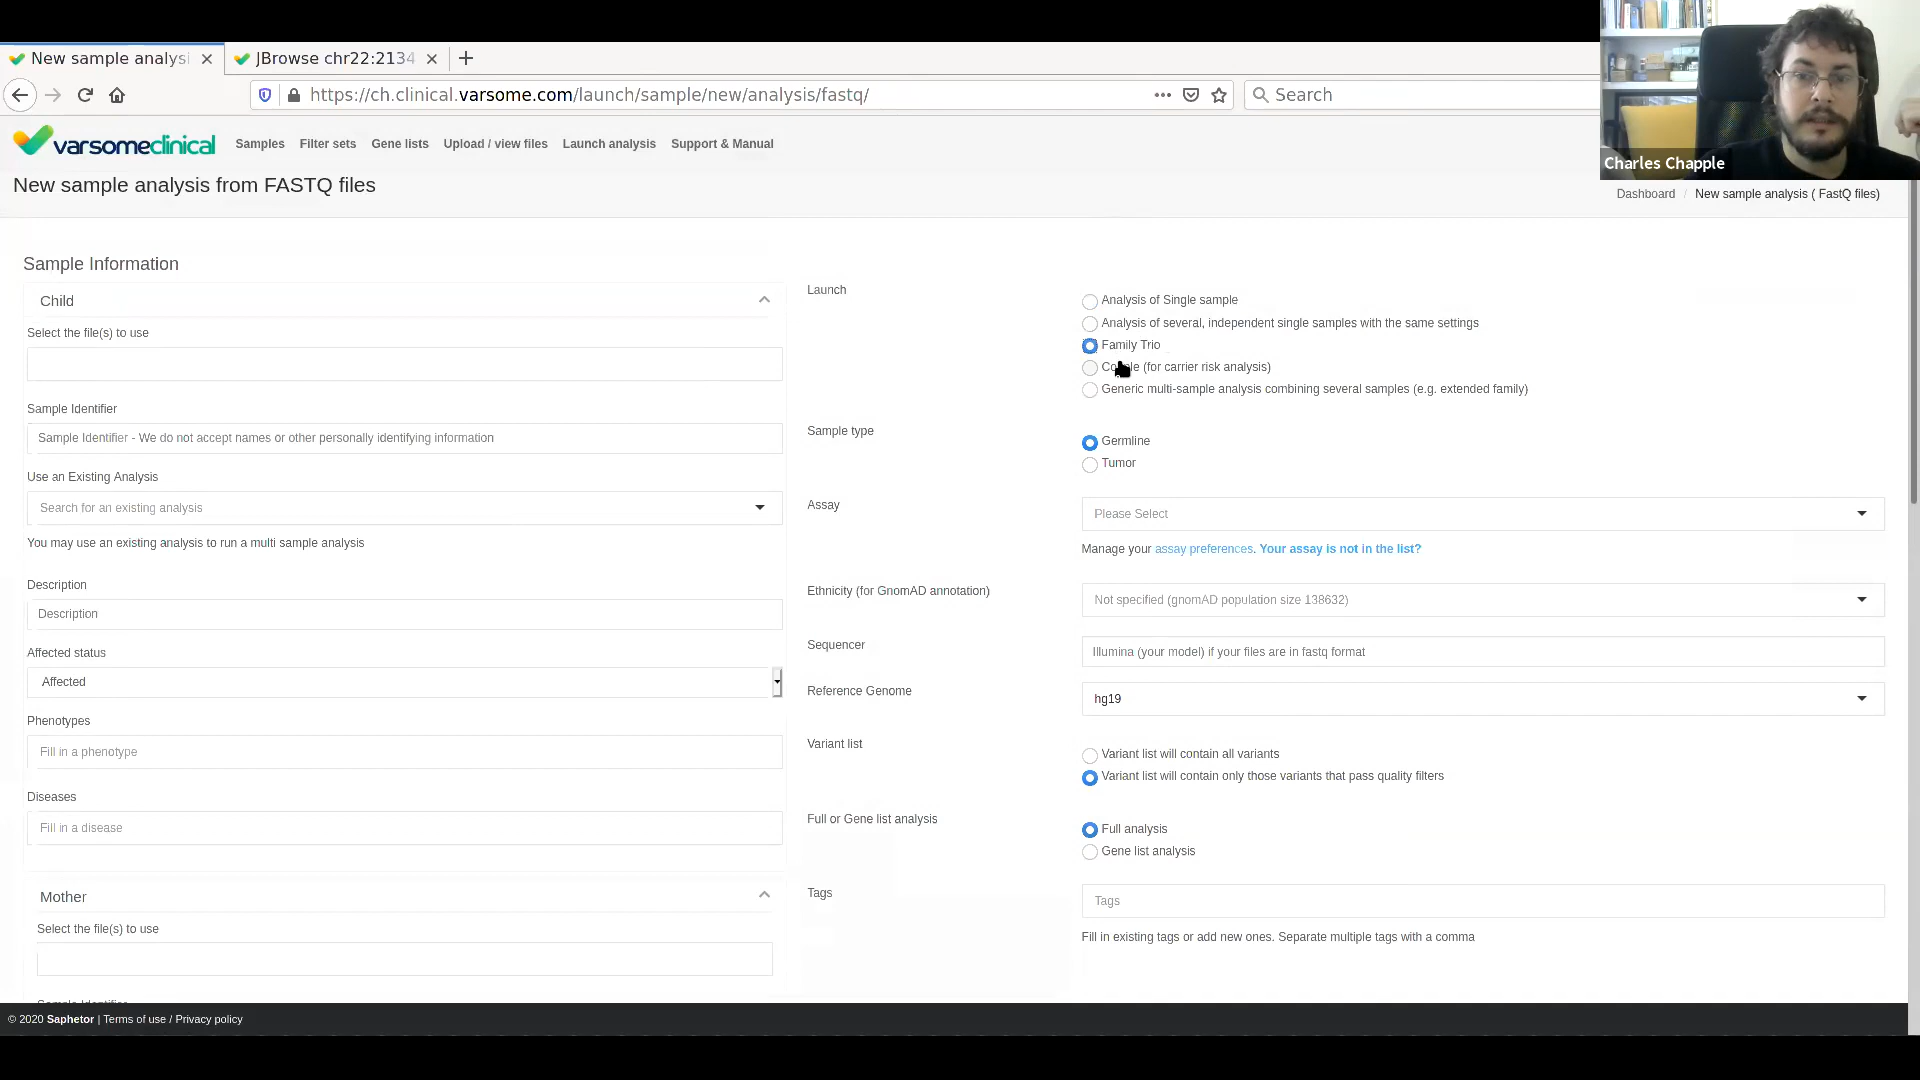 New sample analysi
JBrowse chr22:2134
https://ch.clinical.varsome.com/launch/sample/new/analysis/fastq/
Search
varsomeclinical
Samples
Filter sets
Gene lists
Upload / view files
Launch analysis
Support & Manual
Charles Chapple
New sample analysis from FASTQ files
Dashboard / New sample analysis ( FastQ files)
Sample Information
Child
Select the file(s) to use
Sample Identifier
Sample Identifier - We do not accept names or other personally identifying information
Use an Existing Analysis
Search for an existing analysis
You may use an existing analysis to run a multi sample analysis
Description
Description
Affected status
Affected
Phenotypes
Fill in a phenotype
Diseases
Fill in a disease
Mother
Select the file(s) to use
Launch
Analysis of Single sample
Analysis of several, independent single samples with the same settings
Family Trio
(for carrier risk analysis)
Generic multi-sample analysis combining several samples (e.g. extended family)
Sample type
Germline
Tumor
Assay
Please Select
Manage your assay preferences. Your assay is not in the list?
Ethnicity (for GnomAD annotation)
Not specified (gnomAD population size 138632)
Sequencer
Illumina (your model) if your files are in fastq format
Reference Genome
hg19
Variant list
Variant list will contain all variants
Variant list will contain only those variants that pass quality filters
Full or Gene list analysis
Full analysis
Gene list analysis
Tags
Tags
Fill in existing tags or add new ones. Separate multiple tags with a comma
© 2020 Saphetor | Terms of use / Privacy policy